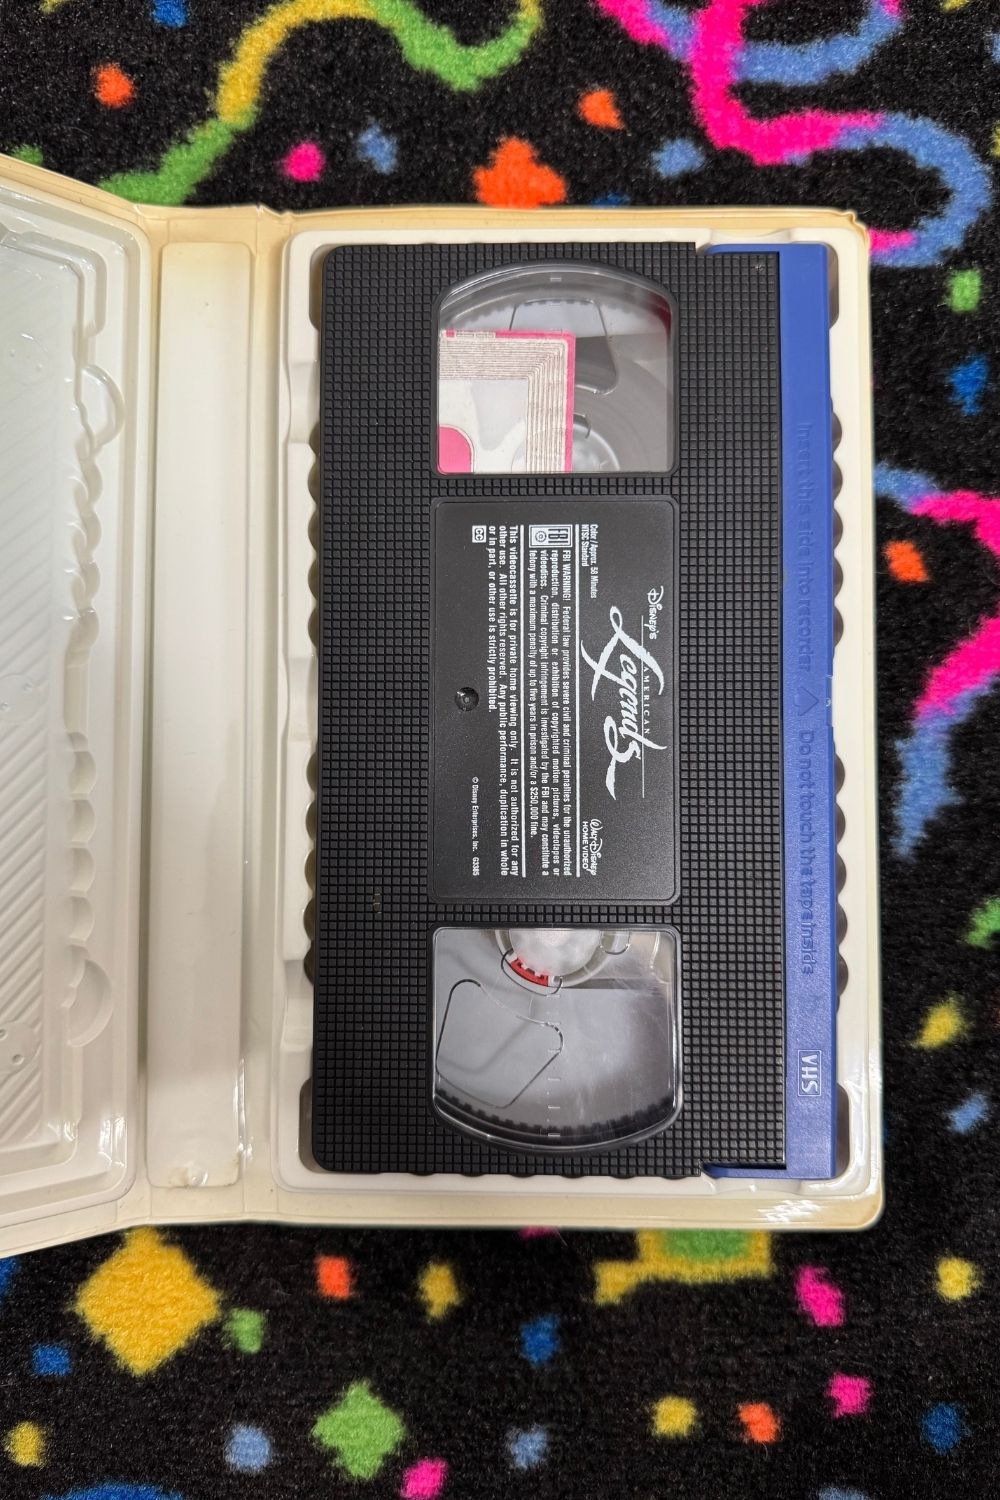 Disney's
AMERICAN
Legends
Color / Approx. 58 Minutes
NTSC Standard
WALT DISNEY
HOME VIDEO
FBI
FBI WARNING! Federal law provides severe civil and criminal penalties for the unauthorized
reproduction, distribution or exhibition of copyrighted motion pictures, videotapes or
videodiscs. Criminal copyright infringement is investigated by the FBI and may constitute a
felony with a maximum penalty of up to five years in prison and/or a $250,000 fine.
This videocassette is for private home viewing only. It is not authorized for any
other use. All other rights reserved. Any public performance, duplication in whole
or in part, or other use is strictly prohibited.
CC
© Disney Enterprises, Inc. G3385
Insert this side into recorder △ Do not touch the tape inside
VHS